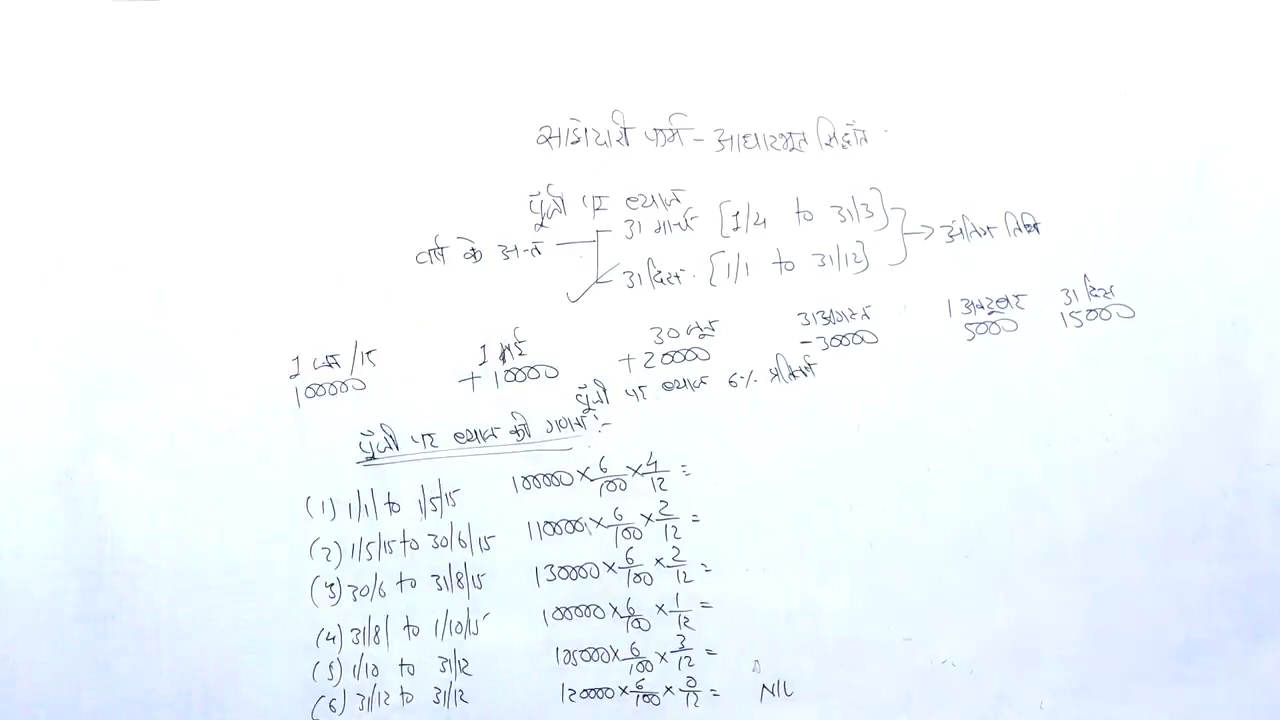 साझेदारी फर्म - आधारभूत सिद्धाँत
पूँजी पर ब्याज
वर्ष के अन्त
31 मार्च [1/4 to 31/3]
31 दिस. [1/1 to 31/12]
→ अंतिम तिथि
1 जन /15 1 मई 30 जून 31 अगस्त 1 अक्टूबर 31 दिस
100000 + 10000 + 20000 - 30000 5000 15000
पूँजी पर ब्याज 6% प्रतिवर्ष
पूँजी पर ब्याज की गणना :-
(1) 1/1 to 1/5/15 100000 × 6/100 × 4/12 =
(2) 1/5/15 to 30/6/15 110000 × 6/100 × 2/12 =
(3) 30/6 to 31/8/15 130000 × 6/100 × 2/12 =
(4) 31/8/ to 1/10/15 100000 × 6/100 × 1/12 =
(5) 1/10 to 31/12 105000 × 6/100 × 3/12 =
(6) 31/12 to 31/12 120000 × 6/100 × 0/12 = NIL